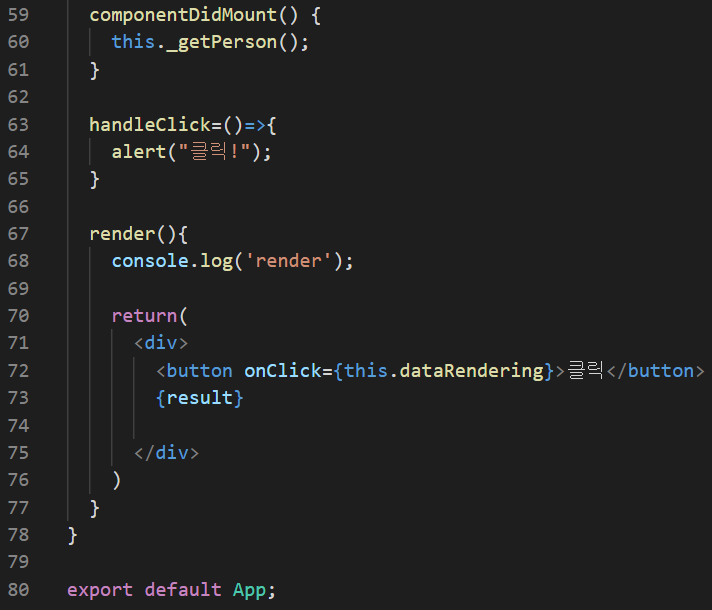 59 componentDidMount() {
60 this._getPerson();
61 }
62
63 handleClick=()=>{
64 alert("클릭!");
65 }
66
67 render(){
68 console.log('render');
69
70 return(
71 <div>
72 <button onClick={this.dataRendering}>클릭</button>
73 {result}
74
75 </div>
76 )
77 }
78 }
79
80 export default App;